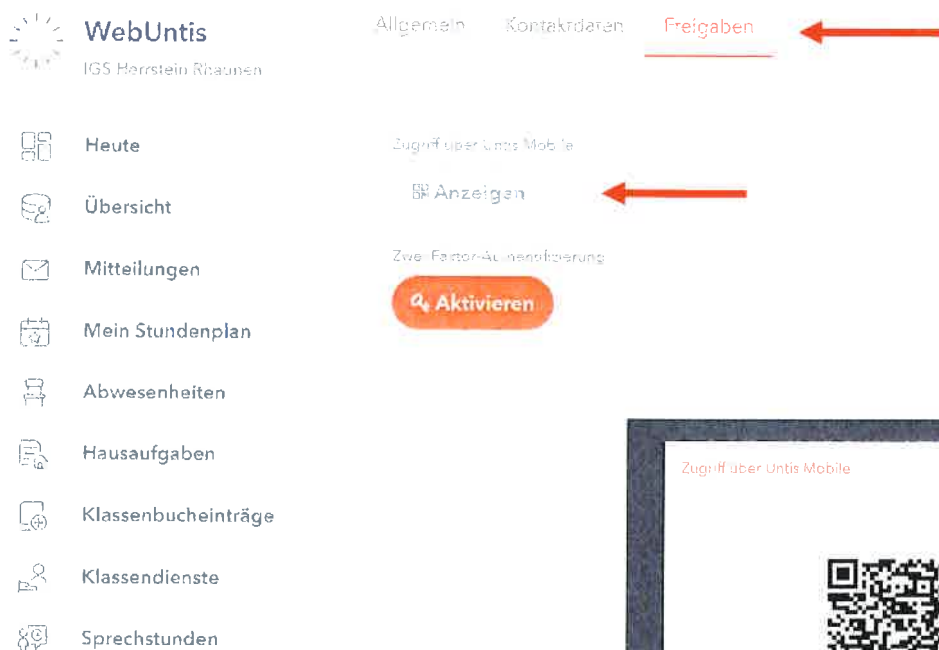 WebUntis
IGS Herrstein Rhaunen
Allgemein Kontaktdaten Freigaben
Heute
Übersicht
Mitteilungen
Mein Stundenplan
Abwesenheiten
Hausaufgaben
Klassenbucheinträge
Klassendienste
Sprechstunden
Zugriff über Untis Mobile
Anzeigen
Zwei-Factor-Authentifizierung
Aktivieren
Zugriff über Untis Mobile